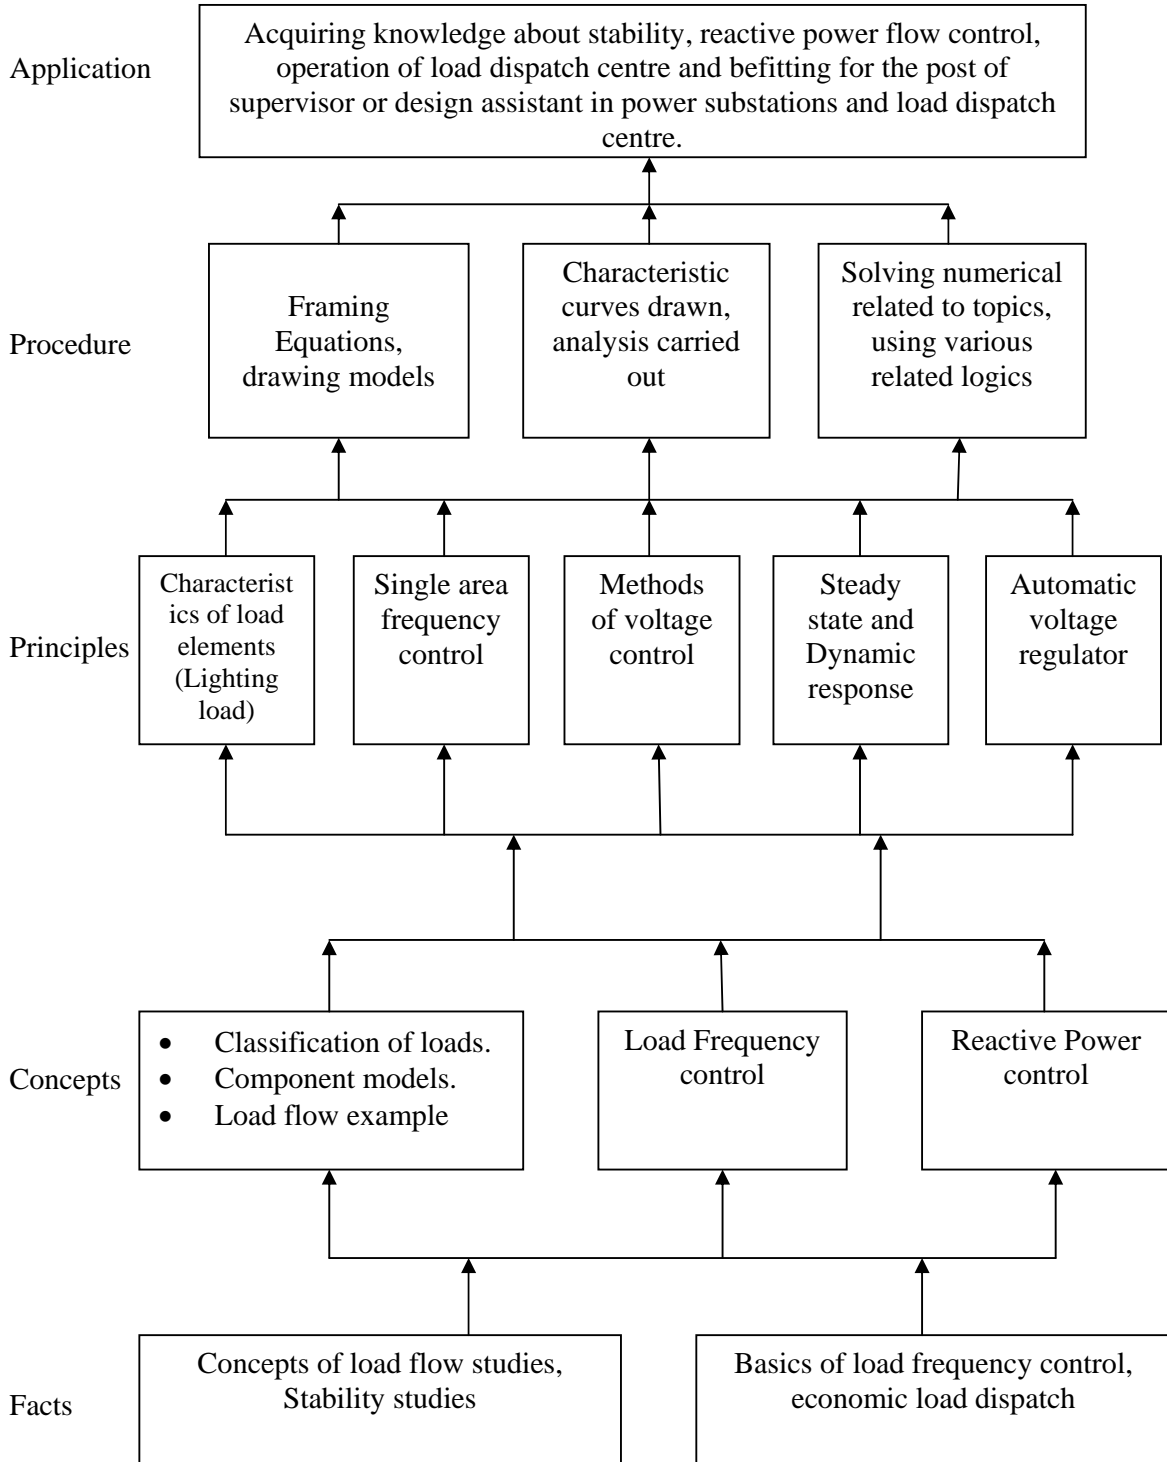 Application
Acquiring knowledge about stability, reactive power flow control,
operation of load dispatch centre and befitting for the post of
supervisor or design assistant in power substations and load dispatch
centre.
Procedure
Framing
Equations,
drawing models
Characteristic
curves drawn,
analysis carried
out
Solving numerical
related to topics,
using various
related logics
Principles
Characterist
ics of load
elements
(Lighting
load)
Single area
frequency
control
Methods
of voltage
control
Steady
state and
Dynamic
response
Automatic
voltage
regulator
Concepts
• Classification of loads.
• Component models.
• Load flow example
Load Frequency
control
Reactive Power
control
Facts
Concepts of load flow studies,
Stability studies
Basics of load frequency control,
economic load dispatch